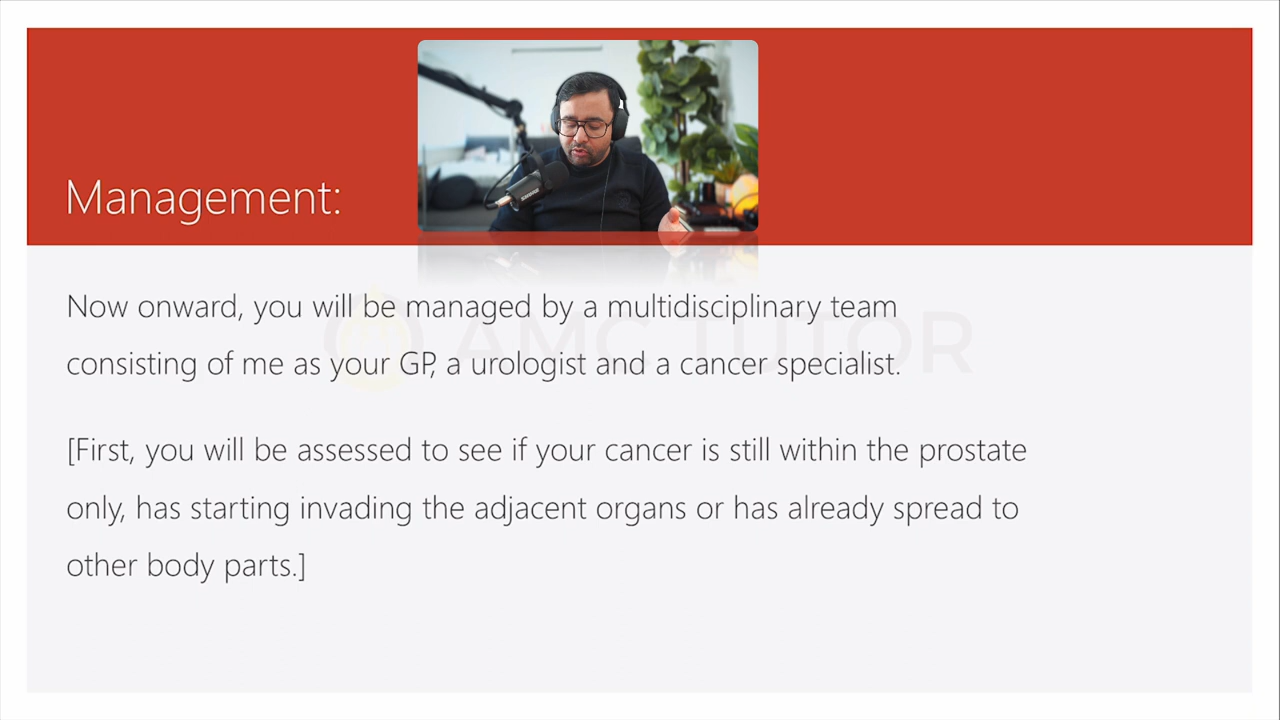 Management:
Now onward, you will be managed by a multidisciplinary team
consisting of me as your GP, a urologist and a cancer specialist.
AMC TUTOR
[First, you will be assessed to see if your cancer is still within the prostate
only, has starting invading the adjacent organs or has already spread to
other body parts.]